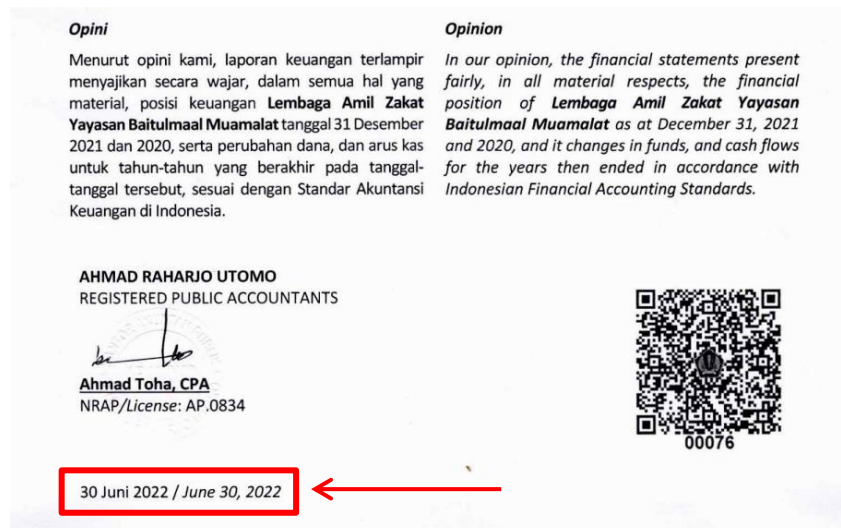 Opini
Menurut opini kami, laporan keuangan terlampir
menyajikan secara wajar, dalam semua hal yang
material, posisi keuangan Lembaga Amil Zakat
Yayasan Baitulmaal Muamalat tanggal 31 Desember
2021 dan 2020, serta perubahan dana, dan arus kas
untuk tahun-tahun yang berakhir pada tanggal-
tanggal tersebut, sesuai dengan Standar Akuntansi
Keuangan di Indonesia.
Opinion
In our opinion, the financial statements present
fairly, in all material respects, the financial
position of Lembaga Amil Zakat Yayasan
Baitulmaal Muamalat as at December 31, 2021
and 2020, and it changes in funds, and cash flows
for the years then ended in accordance with
Indonesian Financial Accounting Standards.
AHMAD RAHARJO UTOMO
REGISTERED PUBLIC ACCOUNTANTS
Ahmad Toha, CPA
NRAP/License: AP.0834
00076
30 Juni 2022 / June 30, 2022